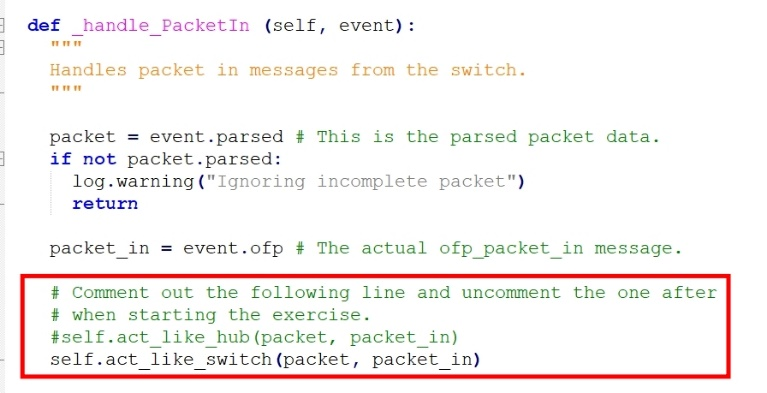 def _handle_PacketIn (self, event):
"""
Handles packet in messages from the switch.
"""
packet = event.parsed # This is the parsed packet data.
if not packet.parsed:
log.warning("Ignoring incomplete packet")
return
packet_in = event.ofp # The actual ofp_packet_in message.
# Comment out the following line and uncomment the one after
# when starting the exercise.
#self.act_like_hub(packet, packet_in)
self.act_like_switch(packet, packet_in)